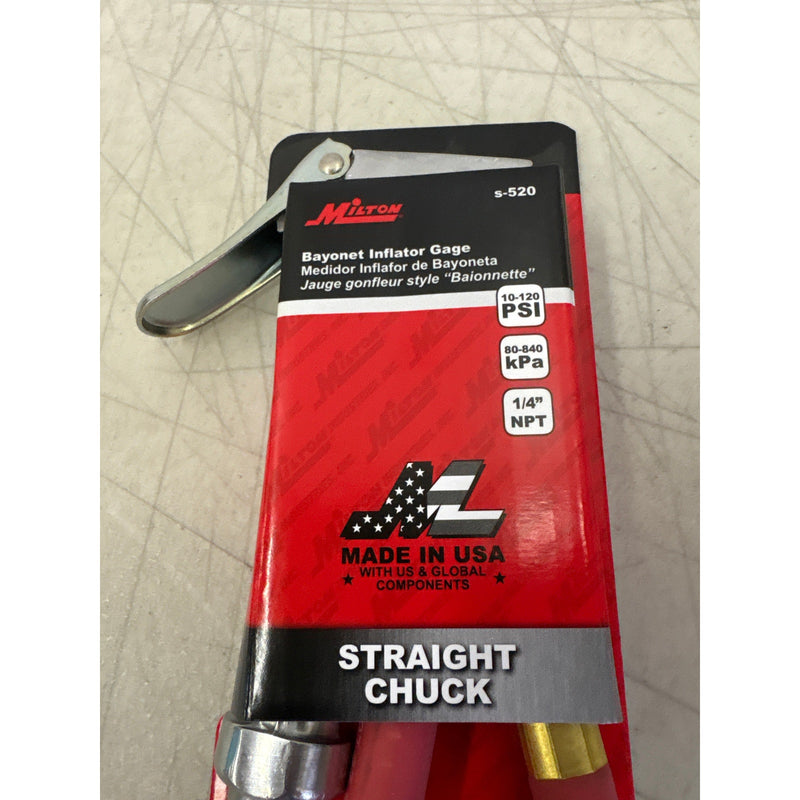 MILTON
s-520
Bayonet Inflator Gage
Medidor Inflafor de Bayoneta
Jauge gonfleur style “Baionnette”
10-120
PSI
80-840
kPa
1/4”
NPT
MADE IN USA
WITH US & GLOBAL
COMPONENTS
STRAIGHT
CHUCK